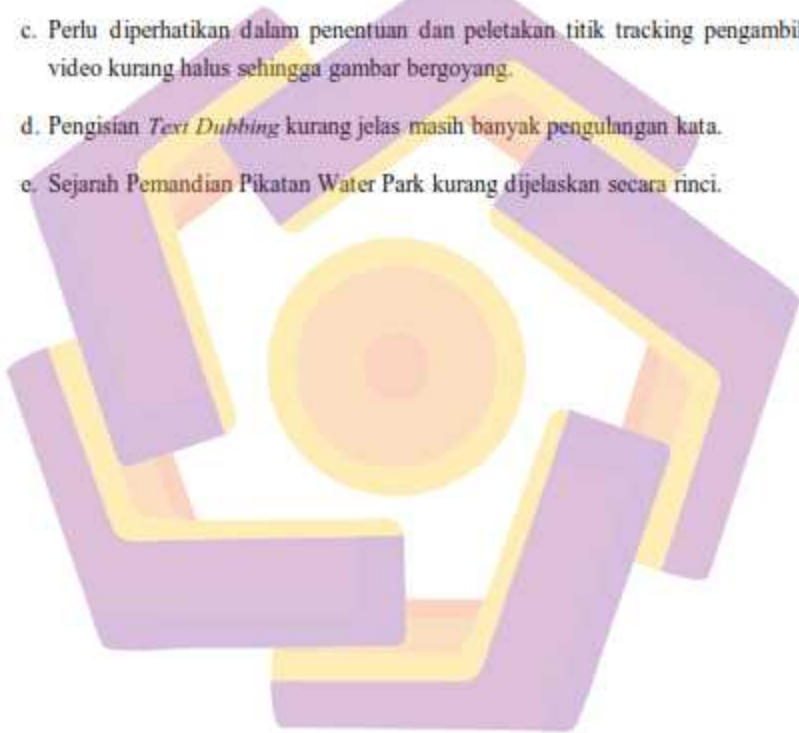 c. Perlu diperhatikan dalam penentuan dan peletakan titik tracking
video kurang halus sehingga gambar bergoyang.
d. Pengisian Text Dubbing kurang jelas masih banyak pengulangan kata.
e. Sejarah Pemandian Pikatan Water Park kurang dijelaskan secara rinci.